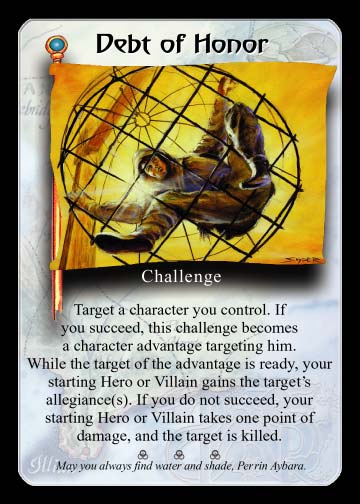 Debt of Honor
SNYDER
Challenge
Target a character you control. If
you succeed, this challenge becomes
a character advantage targeting him.
While the target of the advantage is ready, your
starting Hero or Villain gains the target's
allegiance(s). If you do not succeed, your
starting Hero or Villain takes one point of
damage, and the target is killed.
May you always find water and shade, Perrin Aybara.